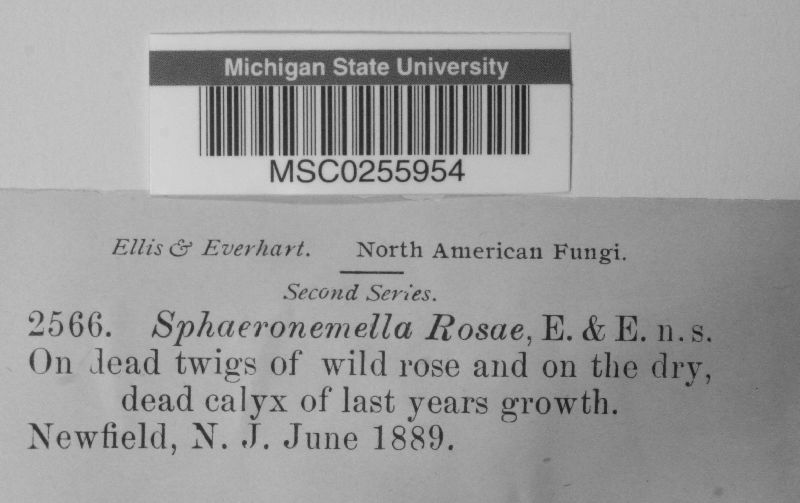 Michigan State University
MSC0255954
Ellis & Everhart. North American Fungi.
Second Series.
2566. Sphaeronemella Rosae, E. & E. n. s.
On dead twigs of wild rose and on the dry,
dead calyx of last years growth.
Newfield, N. J. June 1889.